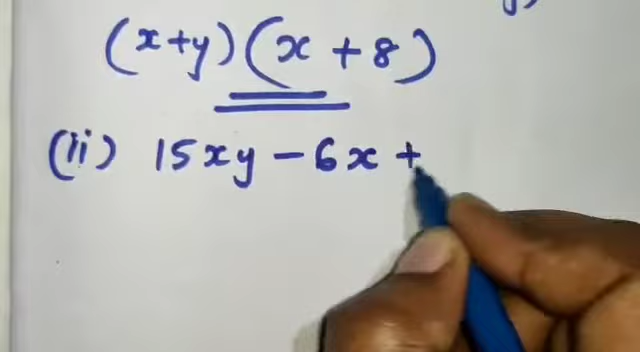 (x+y)(x+8)
(ii) 15xy - 6x +